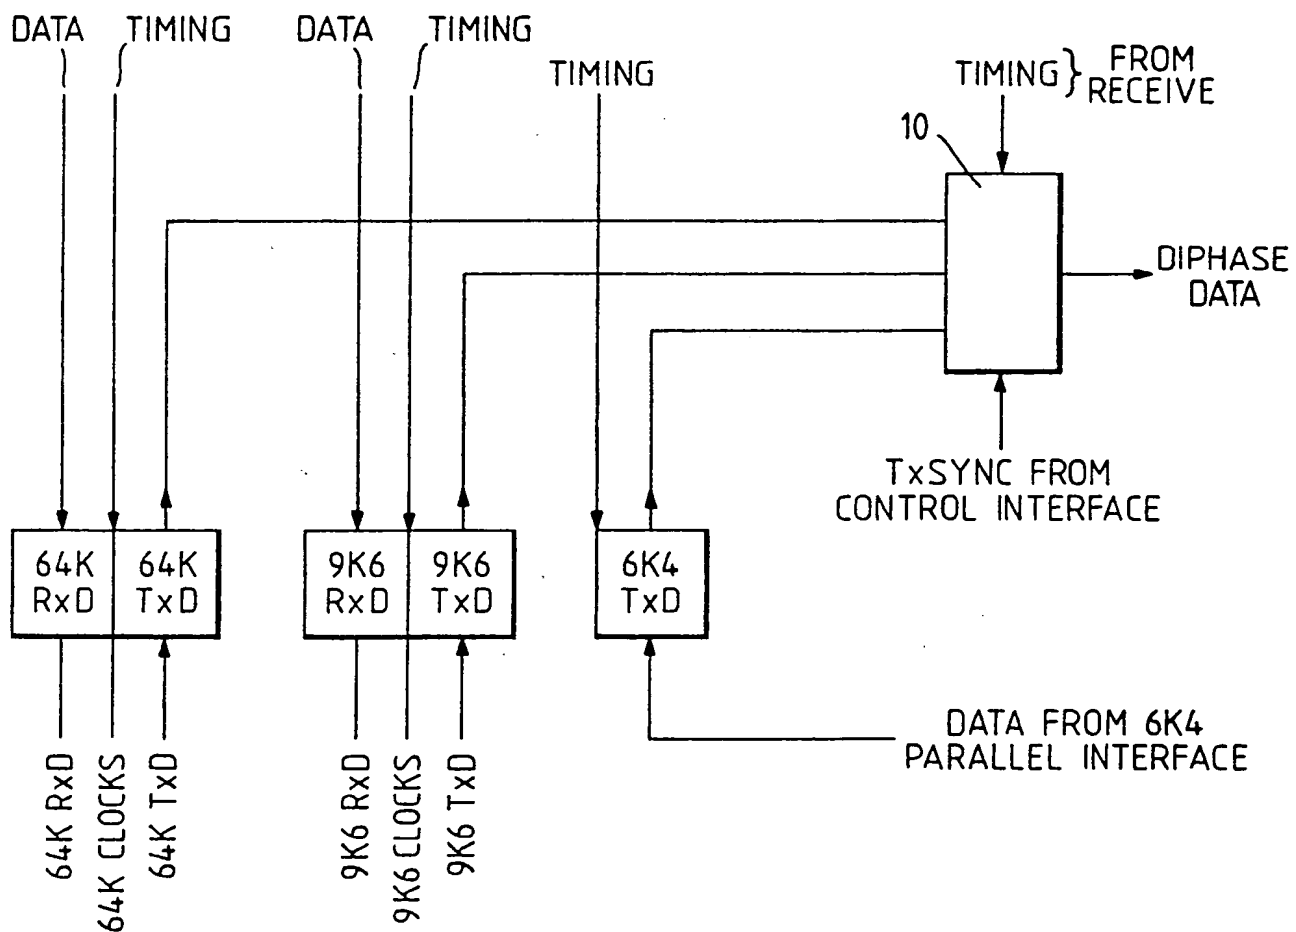 DATA
TIMING
DATA
TIMING
TIMING
TIMING } FROM
RECEIVE
10
DIPHASE
DATA
TxSYNC FROM
CONTROL INTERFACE
64K
RxD
64K
TxD
9K6
RxD
9K6
TxD
6K4
TxD
DATA FROM 6K4
PARALLEL INTERFACE
64K RxD
64K CLOCKS
64K TxD
9K6 RxD
9K6 CLOCKS
9K6 TxD